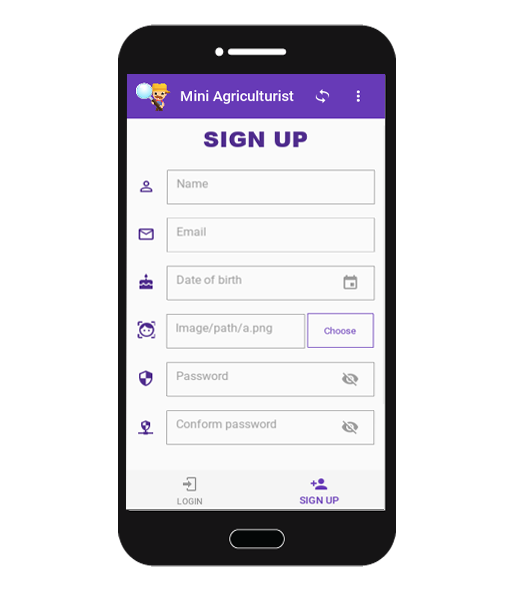 Mini Agriculturist
SIGN UP
Name
Email
Date of birth
Image/path/a.png
Choose
Password
Conform password
LOGIN
SIGN UP